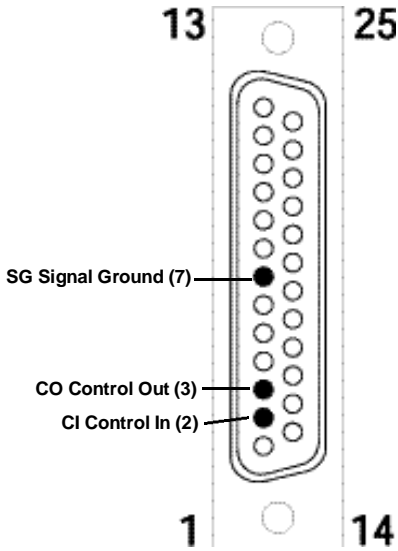 13 25
SG Signal Ground (7)
CO Control Out (3)
CI Control In (2)
1 14